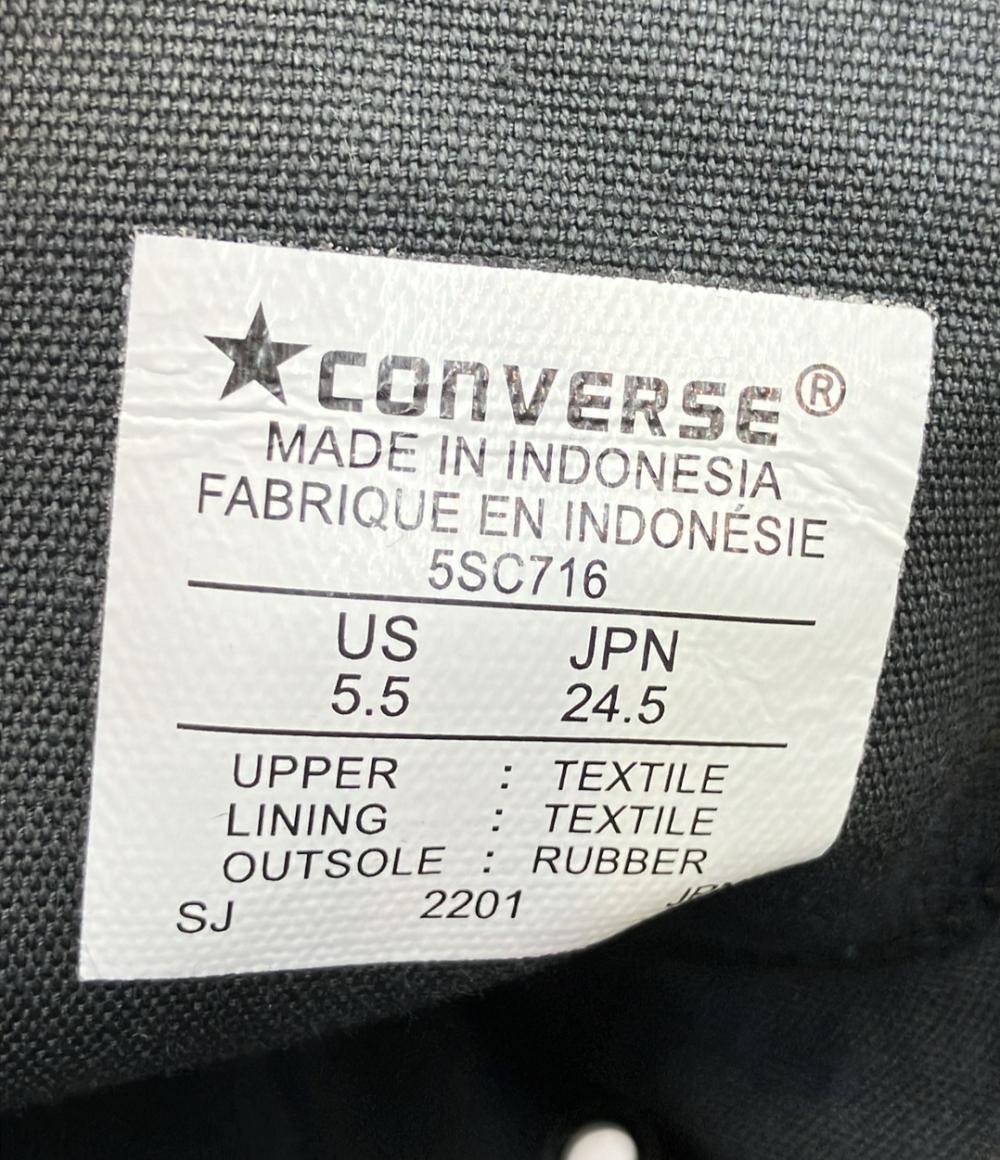 ★CONVERSE®
MADE IN INDONESIA
FABRIQUE EN INDONÉSIE
5SC716
US JPN
5.5 24.5
UPPER : TEXTILE
LINING : TEXTILE
OUTSOLE : RUBBER
SJ 2201